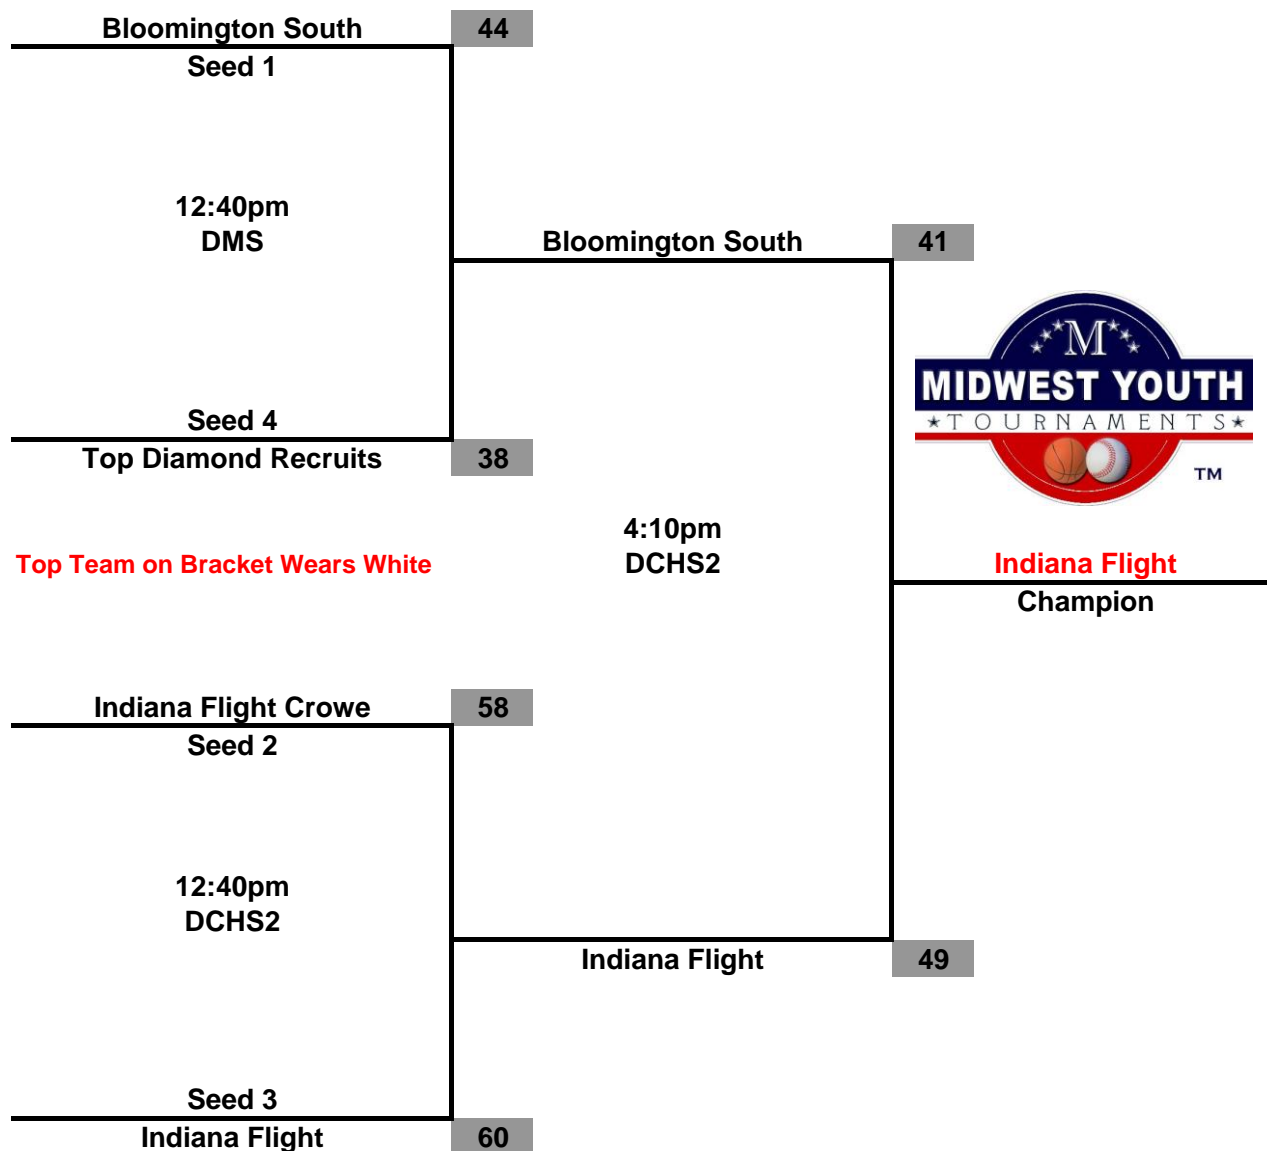 Bloomington South 44
Seed 1
12:40pm
DMS
Bloomington South 41
M
MIDWEST YOUTH
TOURNAMENTS
TM
Seed 4
Top Diamond Recruits 38
4:10pm
DCHS2
Top Team on Bracket Wears White
Indiana Flight
Champion
Indiana Flight Crowe 58
Seed 2
12:40pm
DCHS2
Indiana Flight 49
Seed 3
Indiana Flight 60